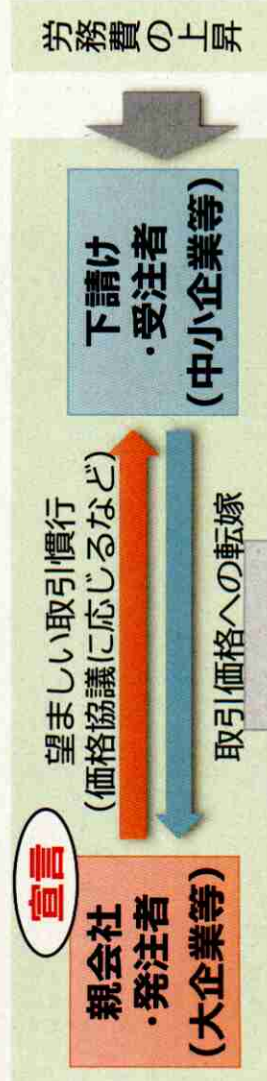 宣言
親会社
・発注者
(大企業等)
望ましい取引慣行
(価格協議に応じるなど)
取引価格への転嫁
下請け
・受注者
(中小企業等)
労務費の上昇